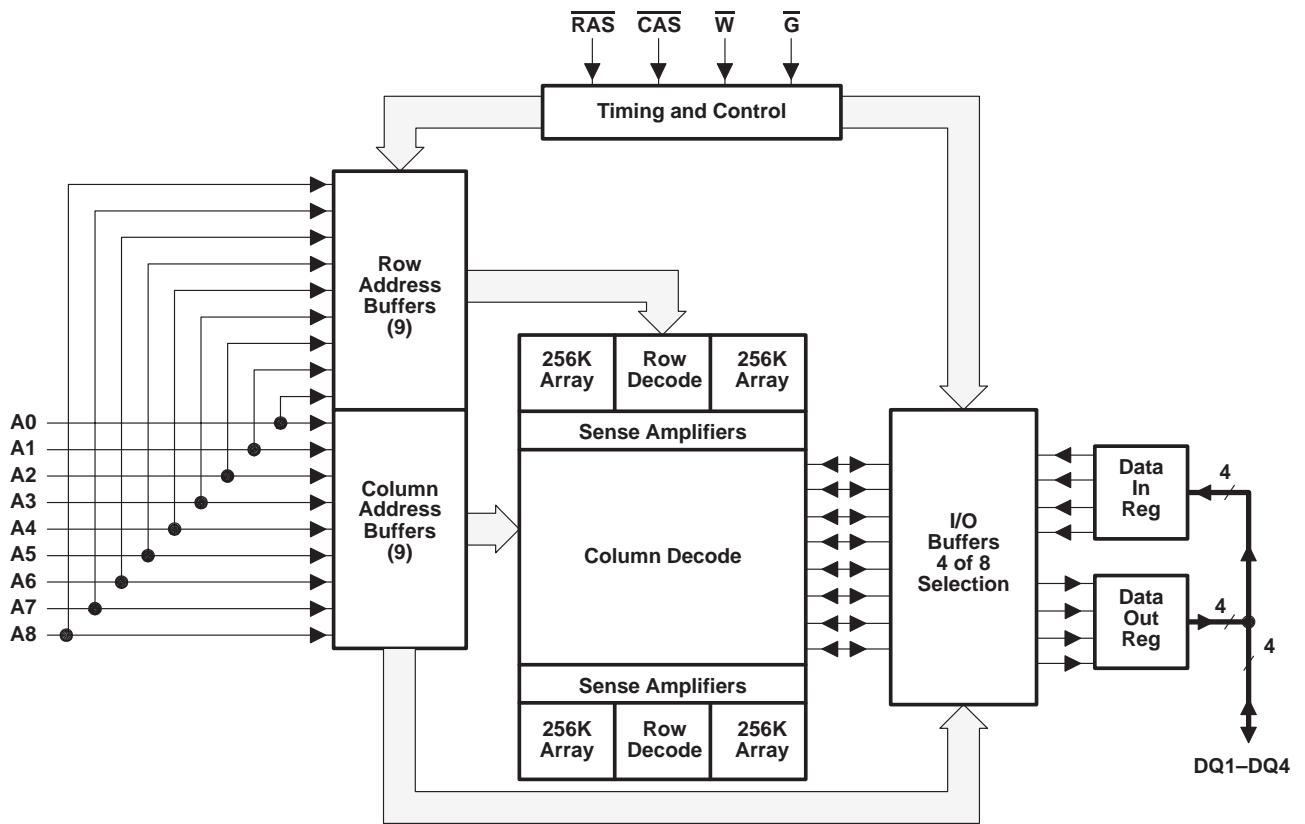 R̅A̅S̅ C̅A̅S̅ W̅ G̅
Timing and Control
Row
Address
Buffers
(9)
256K
Array
Row
Decode
256K
Array
Sense Amplifiers
A0
A1
A2
A3
A4
A5
A6
A7
A8
Column
Address
Buffers
(9)
Column Decode
I/O
Buffers
4 of 8
Selection
Data
In
Reg
4
Data
Out
Reg
4
4
Sense Amplifiers
256K
Array
Row
Decode
256K
Array
DQ1–DQ4